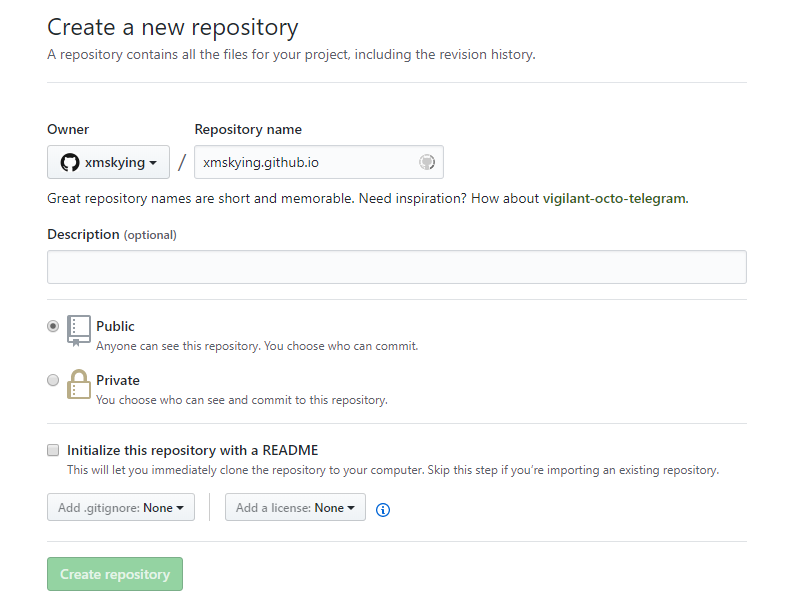 Create a new repository
A repository contains all the files for your project, including the revision history.
Owner
Repository name
xmskying / xmskying.github.io
Great repository names are short and memorable. Need inspiration? How about vigilant-octo-telegram.
Description (optional)
Public
Anyone can see this repository. You choose who can commit.
Private
You choose who can see and commit to this repository.
Initialize this repository with a README
This will let you immediately clone the repository to your computer. Skip this step if you’re importing an existing repository.
Add .gitignore: None
Add a license: None
Create repository